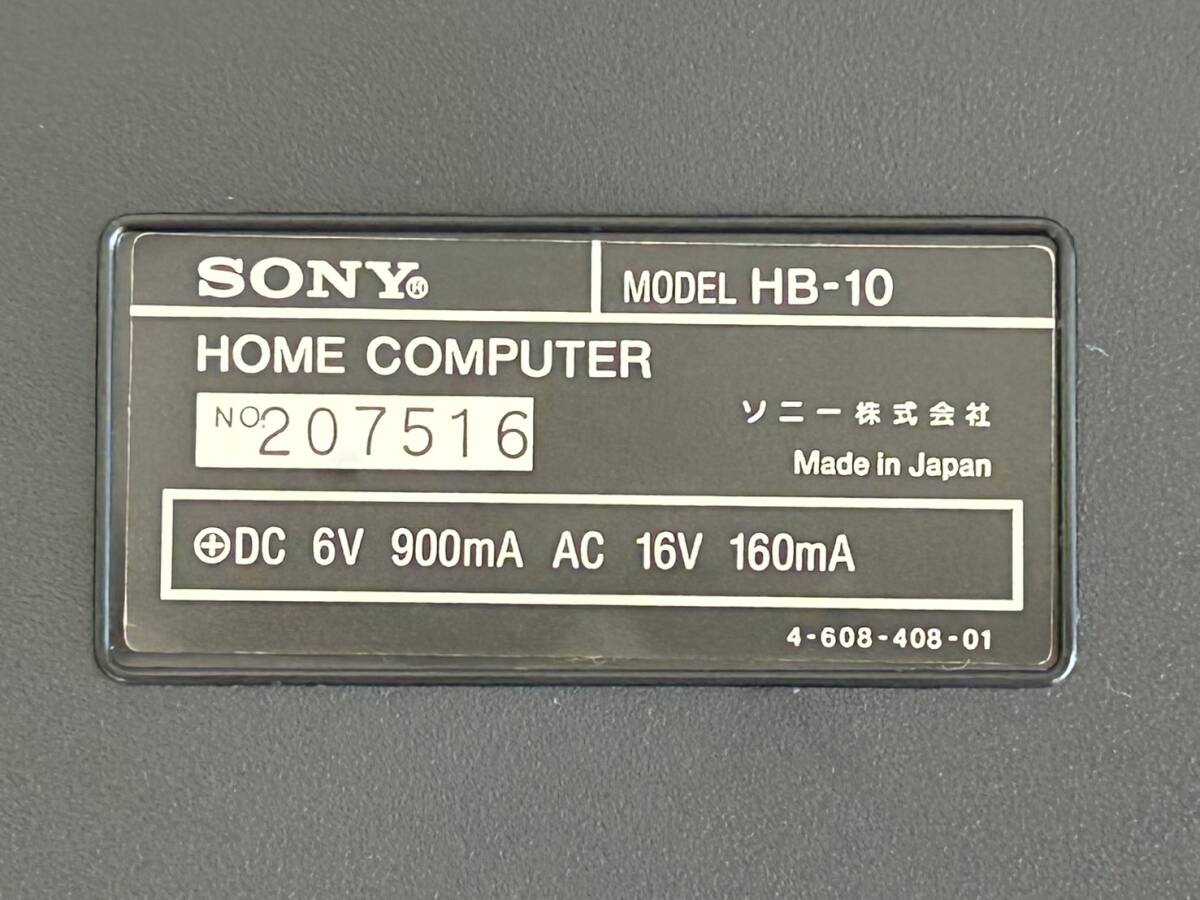 SONY® MODEL HB-10
HOME COMPUTER
NO. 207516
ソニー株式会社
Made in Japan
⊕DC 6V 900mA AC 16V 160mA
4-608-408-01